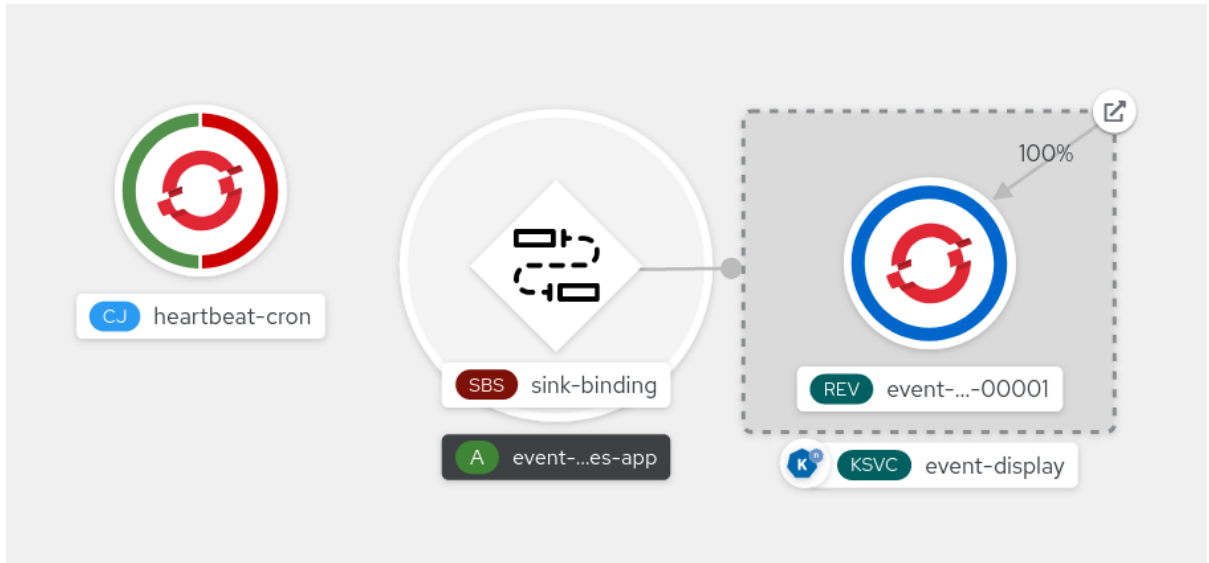 CJ heartbeat-cron
SBS sink-binding
A event-...es-app
100%
REV event-...-00001
K n KSVC event-display